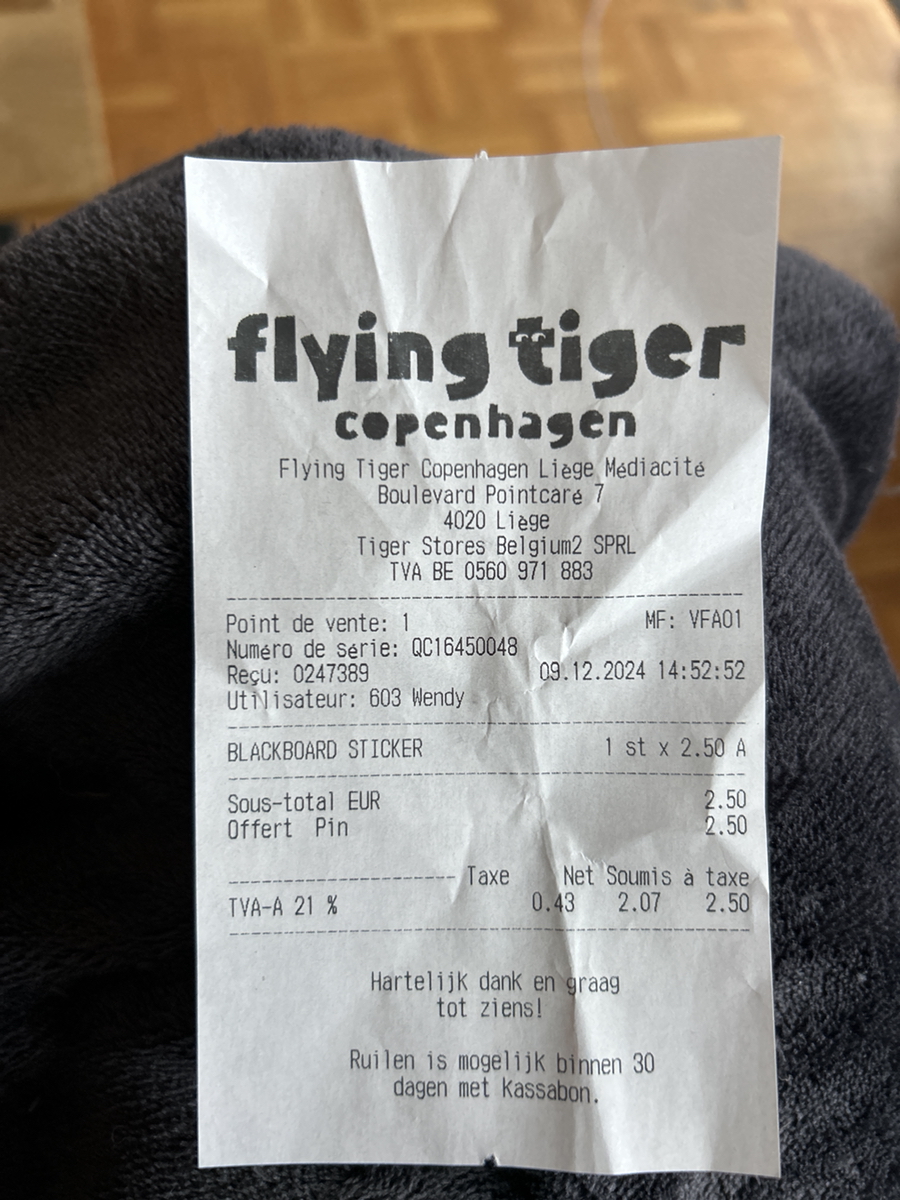 flying tiger
copenhagen
Flying Tiger Copenhagen Liège Médiacité
Boulevard Pointcaré 7
4020 Liège
Tiger Stores Belgium2 SPRL
TVA BE 0560 971 883
Point de vente: 1 MF: VFA01
Numéro de série: QC16450048
Reçu: 0247389 09.12.2024 14:52:52
Utilisateur: 603 Wendy
BLACKBOARD STICKER 1 st x 2.50 A
Sous-total EUR 2.50
Offert Pin 2.50
Taxe Net Soumis à taxe
TVA-A 21 % 0.43 2.07 2.50
Hartelijk dank en graag
tot ziens!
Ruilen is mogelijk binnen 30
dagen met kassabon.